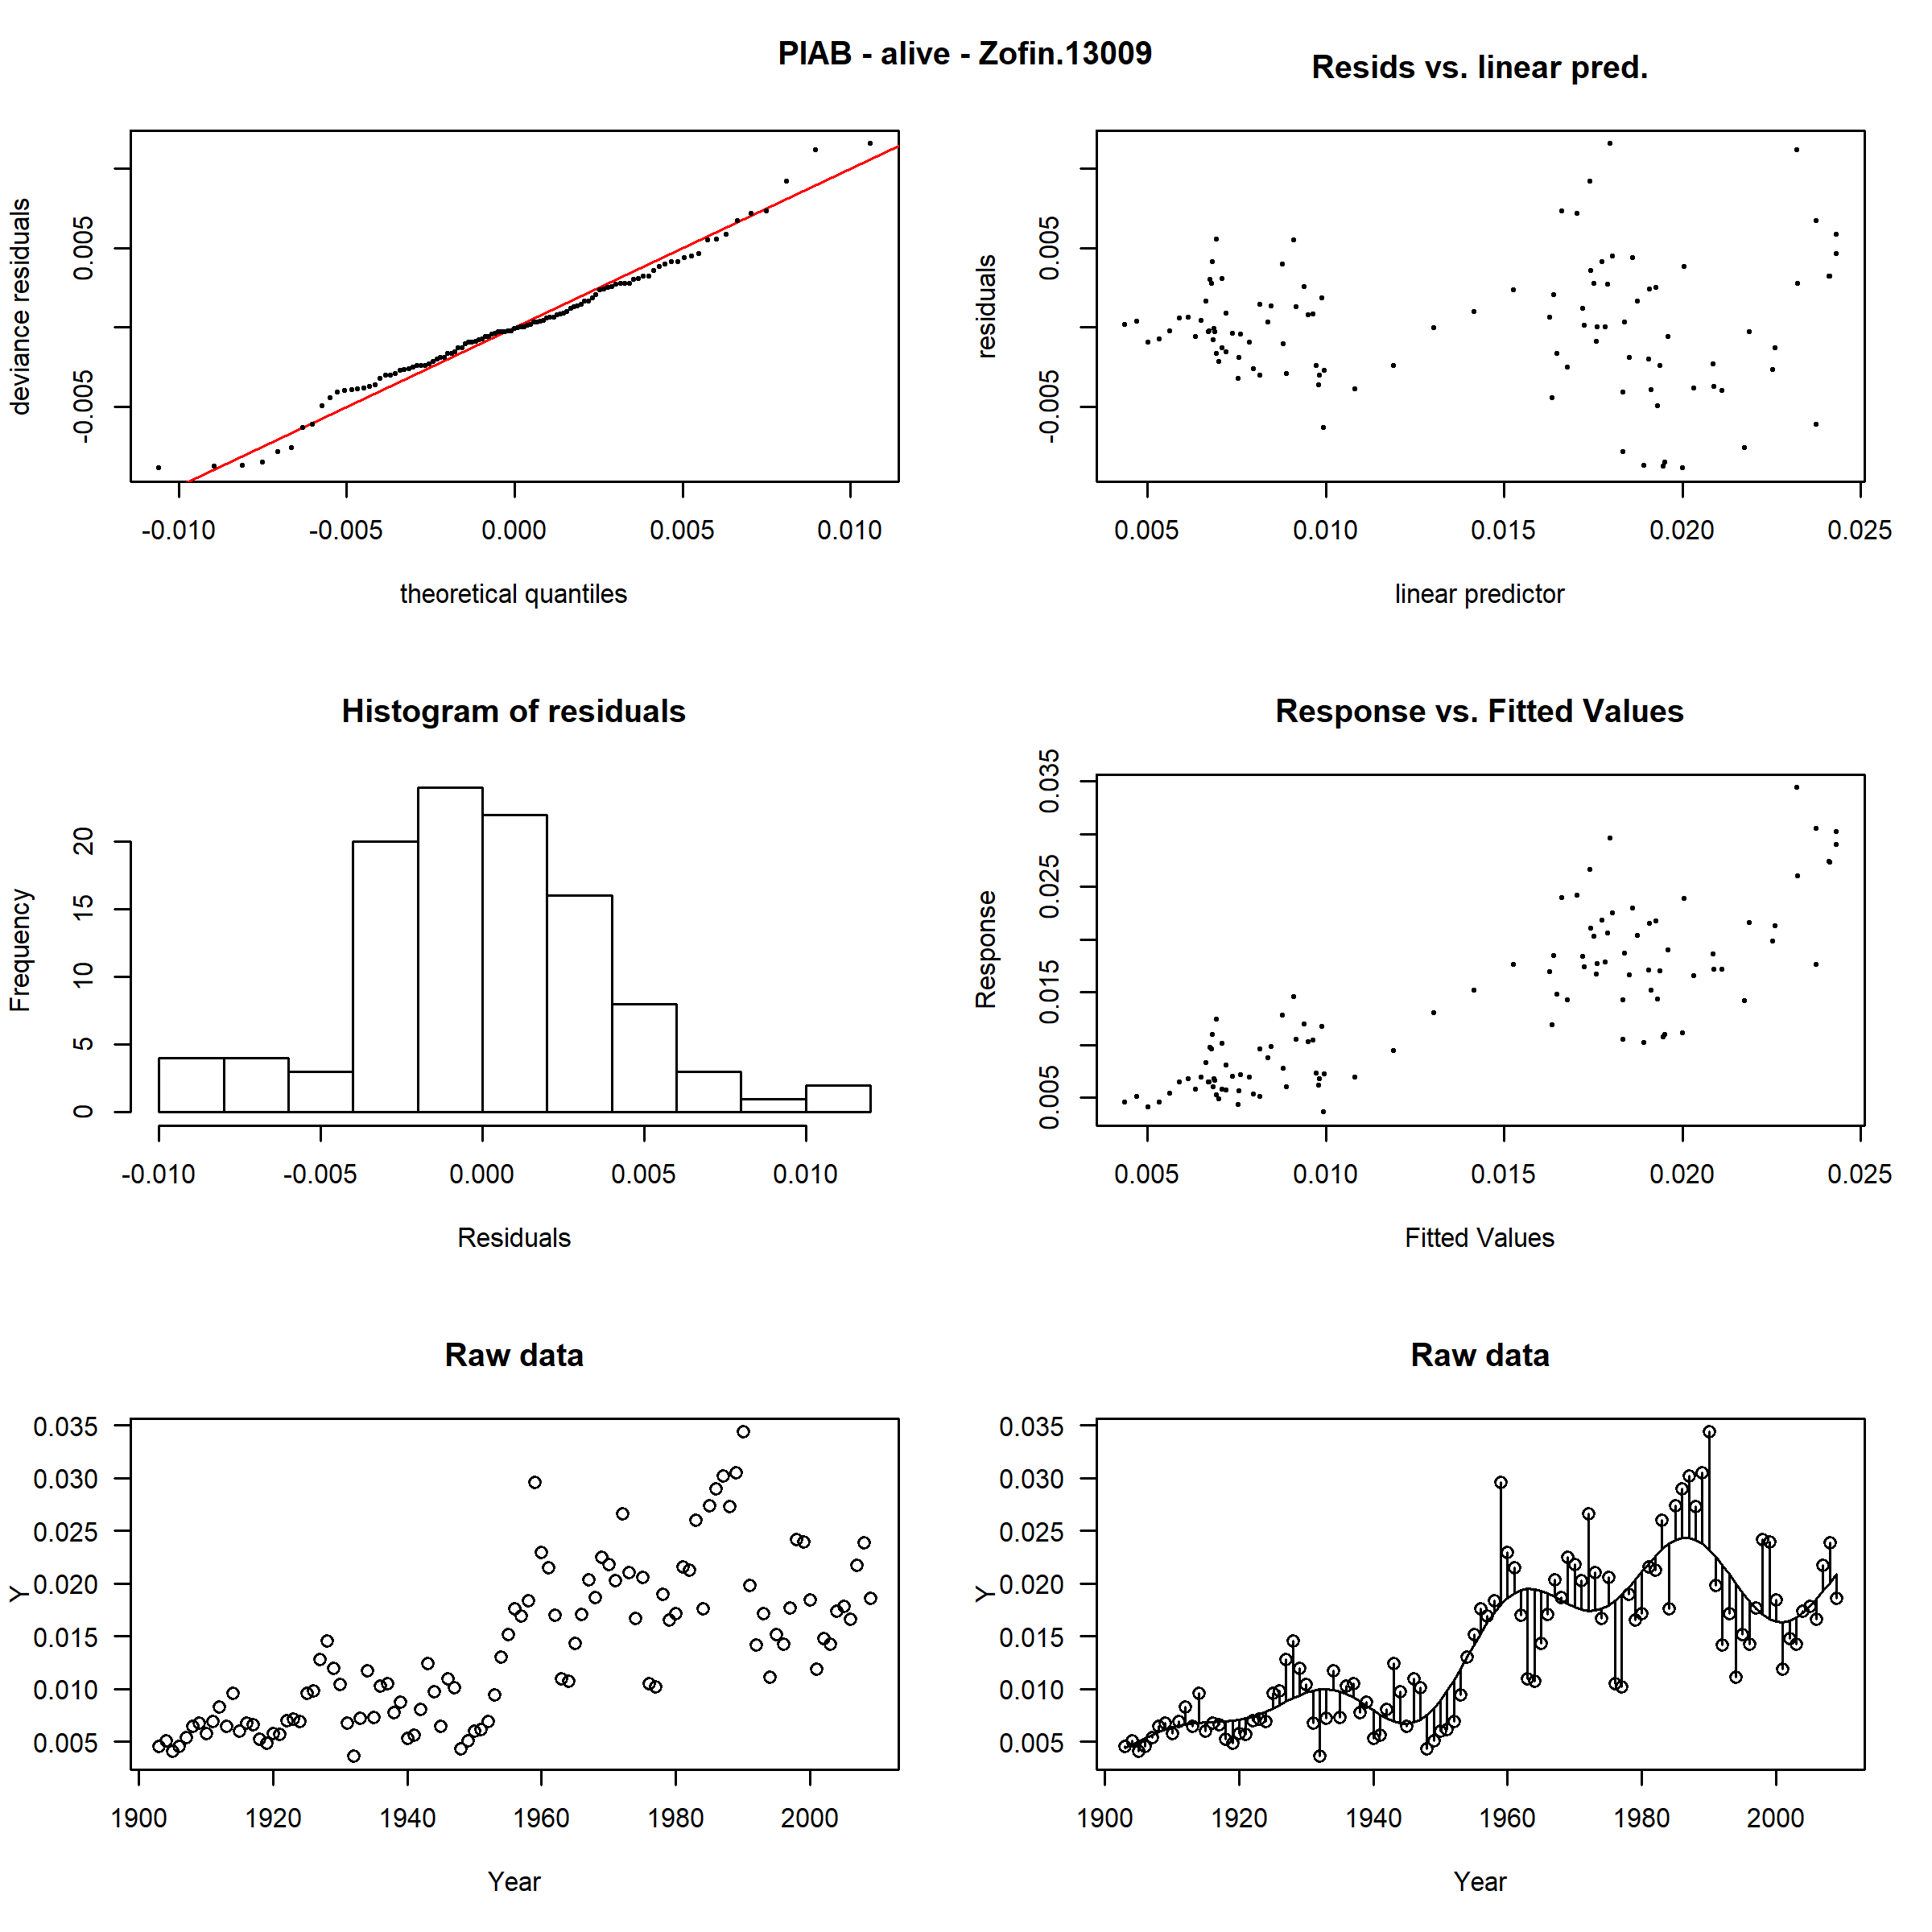 PIAB - alive - Zofin.13009
Resids vs. linear pred.
deviance residuals
-0.005 0.005
-0.010 -0.005 0.000 0.005 0.010
theoretical quantiles
residuals
-0.005 0.005
0.005 0.010 0.015 0.020 0.025
linear predictor
Histogram of residuals
Frequency
0 5 10 15 20
-0.010 -0.005 0.000 0.005 0.010
Residuals
Response vs. Fitted Values
Response
0.005 0.015 0.025 0.035
0.005 0.010 0.015 0.020 0.025
Fitted Values
Raw data
Y
0.035
0.030
0.025
0.020
0.015
0.010
0.005
1900 1920 1940 1960 1980 2000
Year
Raw data
Y
0.035
0.030
0.025
0.020
0.015
0.010
0.005
1900 1920 1940 1960 1980 2000
Year